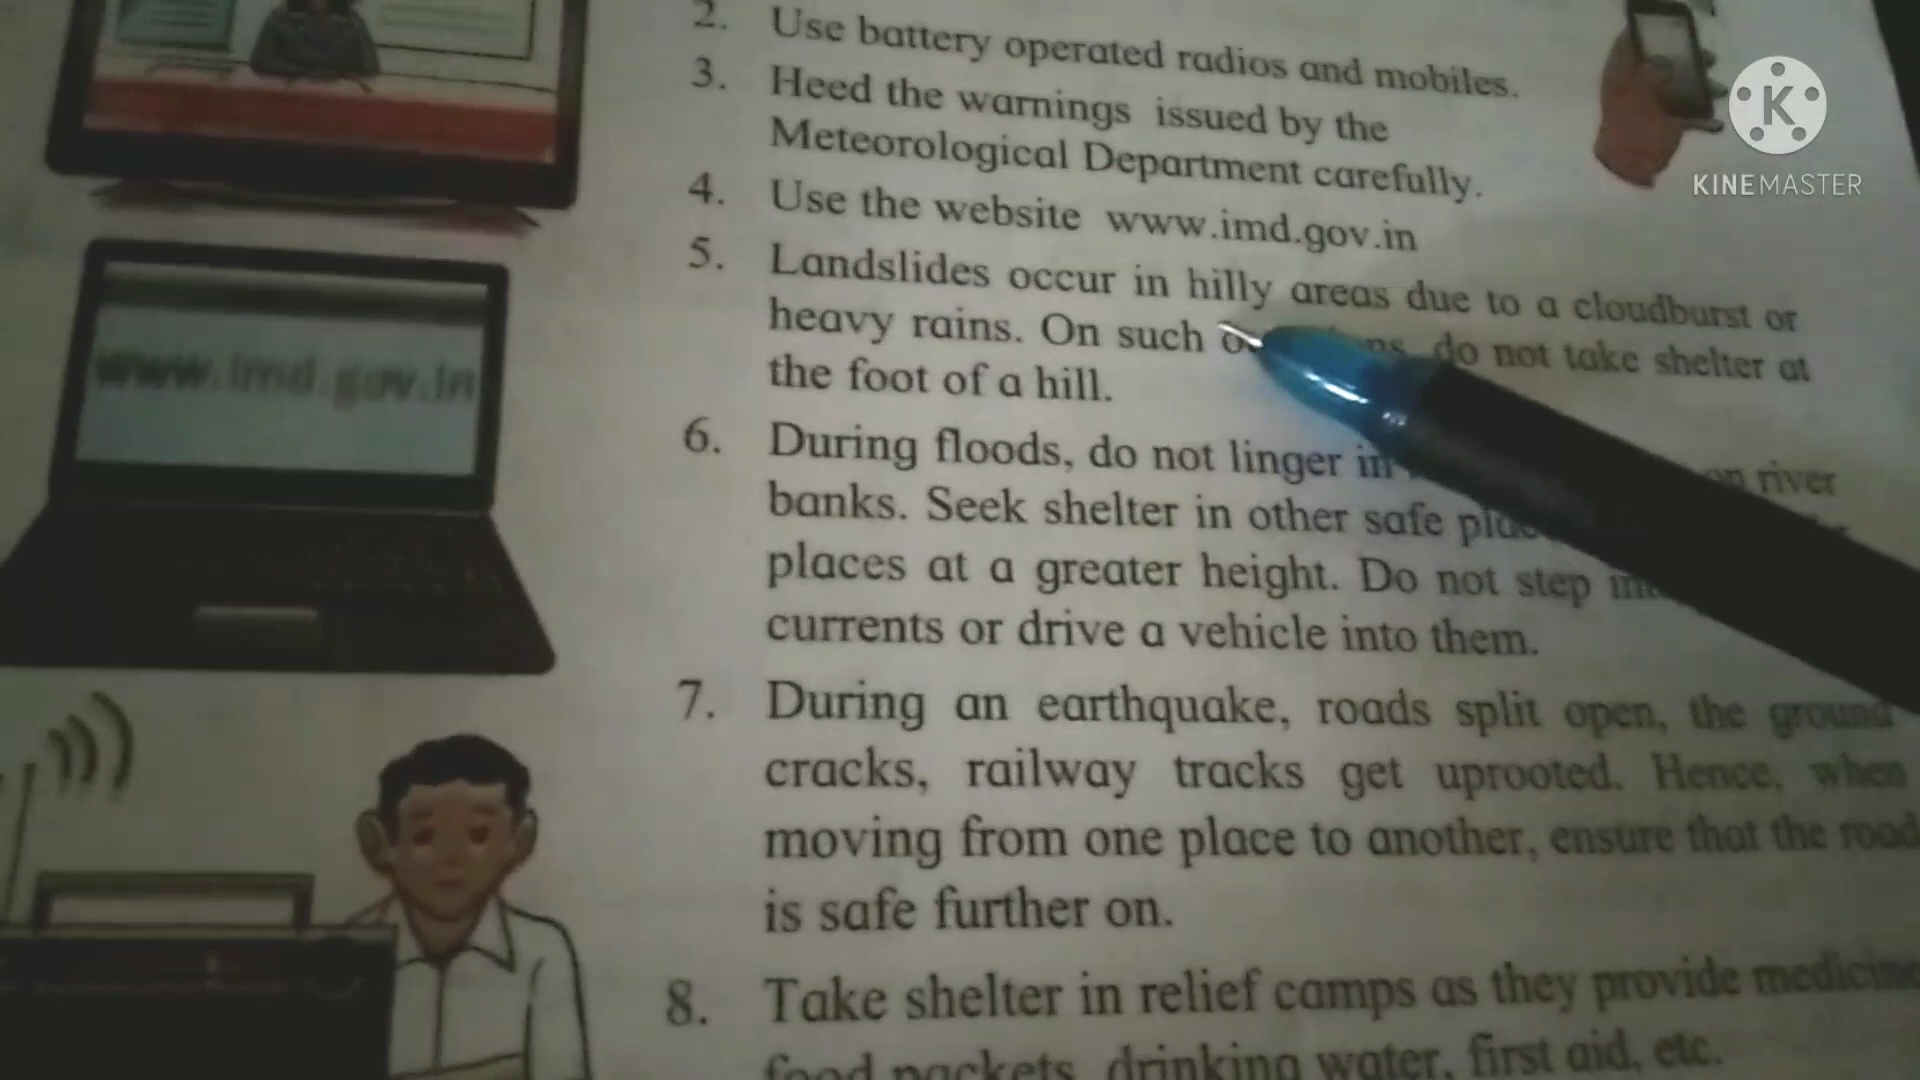 2. Use battery operated radios and mobiles.
3. Heed the warnings issued by the
Meteorological Department carefully.
4. Use the website www.imd.gov.in
5. Landslides occur in hilly areas due to a cloudburst or
heavy rains. On such do not take shelter at
the foot of a hill.
6. During floods, do not linger in on river
banks. Seek shelter in other safe
places at a greater height. Do not step
currents or drive a vehicle into them.
7. During an earthquake, roads split open, the ground
cracks, railway tracks get uprooted. Hence, when
moving from one place to another, ensure that the road
is safe further on.
8. Take shelter in relief camps as they provide
food packets, drinking water, first aid, etc.
www.imd.gov.in
K
KINEMASTER